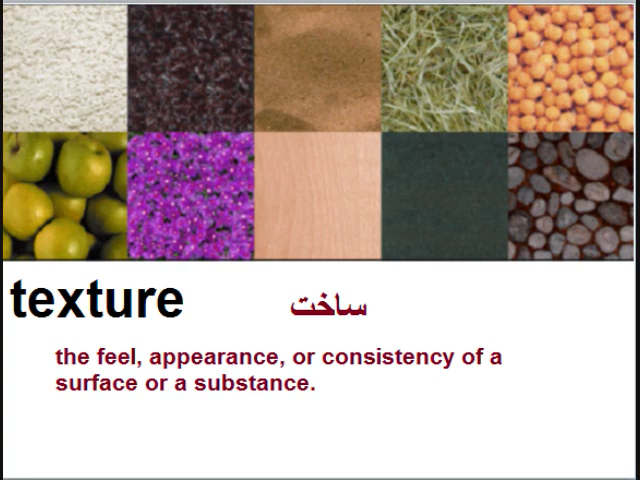 texture ساخت
the feel, appearance, or consistency of a
surface or a substance.